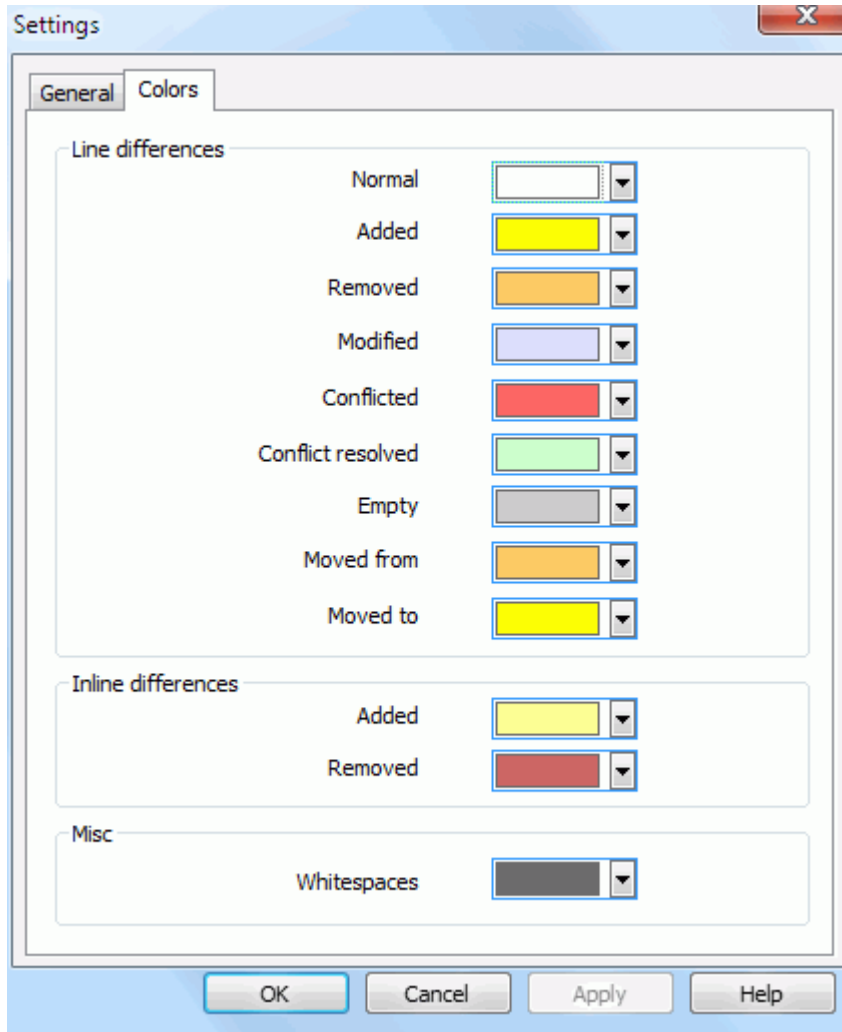 Settings
General
Colors
Line differences
Normal
Added
Removed
Modified
Conflicted
Conflict resolved
Empty
Moved from
Moved to
Inline differences
Added
Removed
Misc
Whitespaces
OK
Cancel
Apply
Help